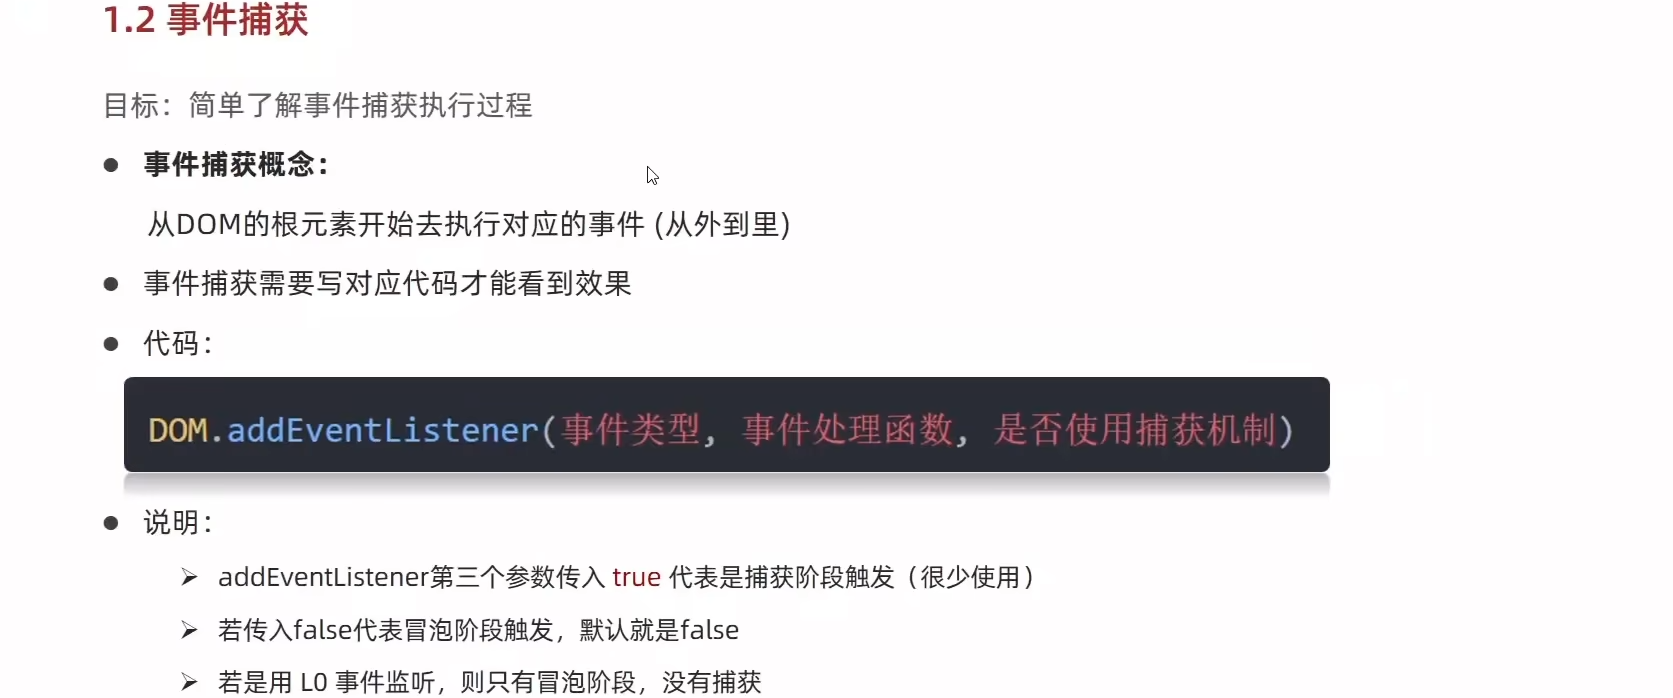 1.2 事件捕获
目标：简单了解事件捕获执行过程
● 事件捕获概念：
从DOM的根元素开始去执行对应的事件 (从外到里)
● 事件捕获需要写对应代码才能看到效果
● 代码：
DOM.addEventListener(事件类型, 事件处理函数, 是否使用捕获机制)
● 说明：
➢ addEventListener第三个参数传入 true 代表是捕获阶段触发（很少使用）
➢ 若传入false代表冒泡阶段触发，默认就是false
➢ 若是用 L0 事件监听，则只有冒泡阶段，没有捕获